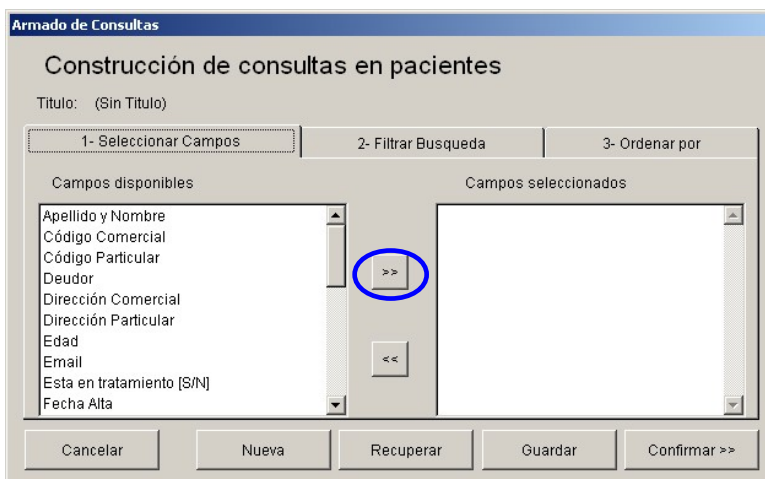 Armado de Consultas
Construcción de consultas en pacientes
Titulo: (Sin Titulo)
1- Seleccionar Campos
2- Filtrar Busqueda
3- Ordenar por
Campos disponibles
Campos seleccionados
Apellido y Nombre
Código Comercial
Código Particular
Deudor
Dirección Comercial
Dirección Particular
Edad
Email
Esta en tratamiento [S/N]
Fecha Alta
>>
<<
Cancelar
Nueva
Recuperar
Guardar
Confirmar >>